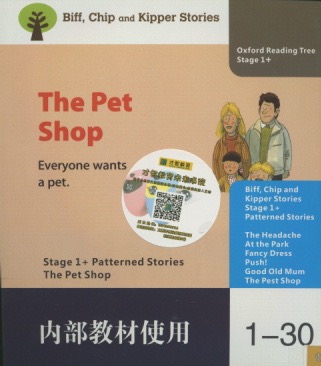 Biff, Chip and Kipper Stories
Oxford Reading Tree
Stage 1+
The Pet
Shop
Everyone wants
a pet.
Biff, Chip and
Kipper Stories
Stage 1+
Patterned Stories
The Headache
At the Park
Fancy Dress
Push!
Good Old Mum
The Pest Shop
Stage 1+ Patterned Stories
The Pet Shop
内部教材使用
1-30